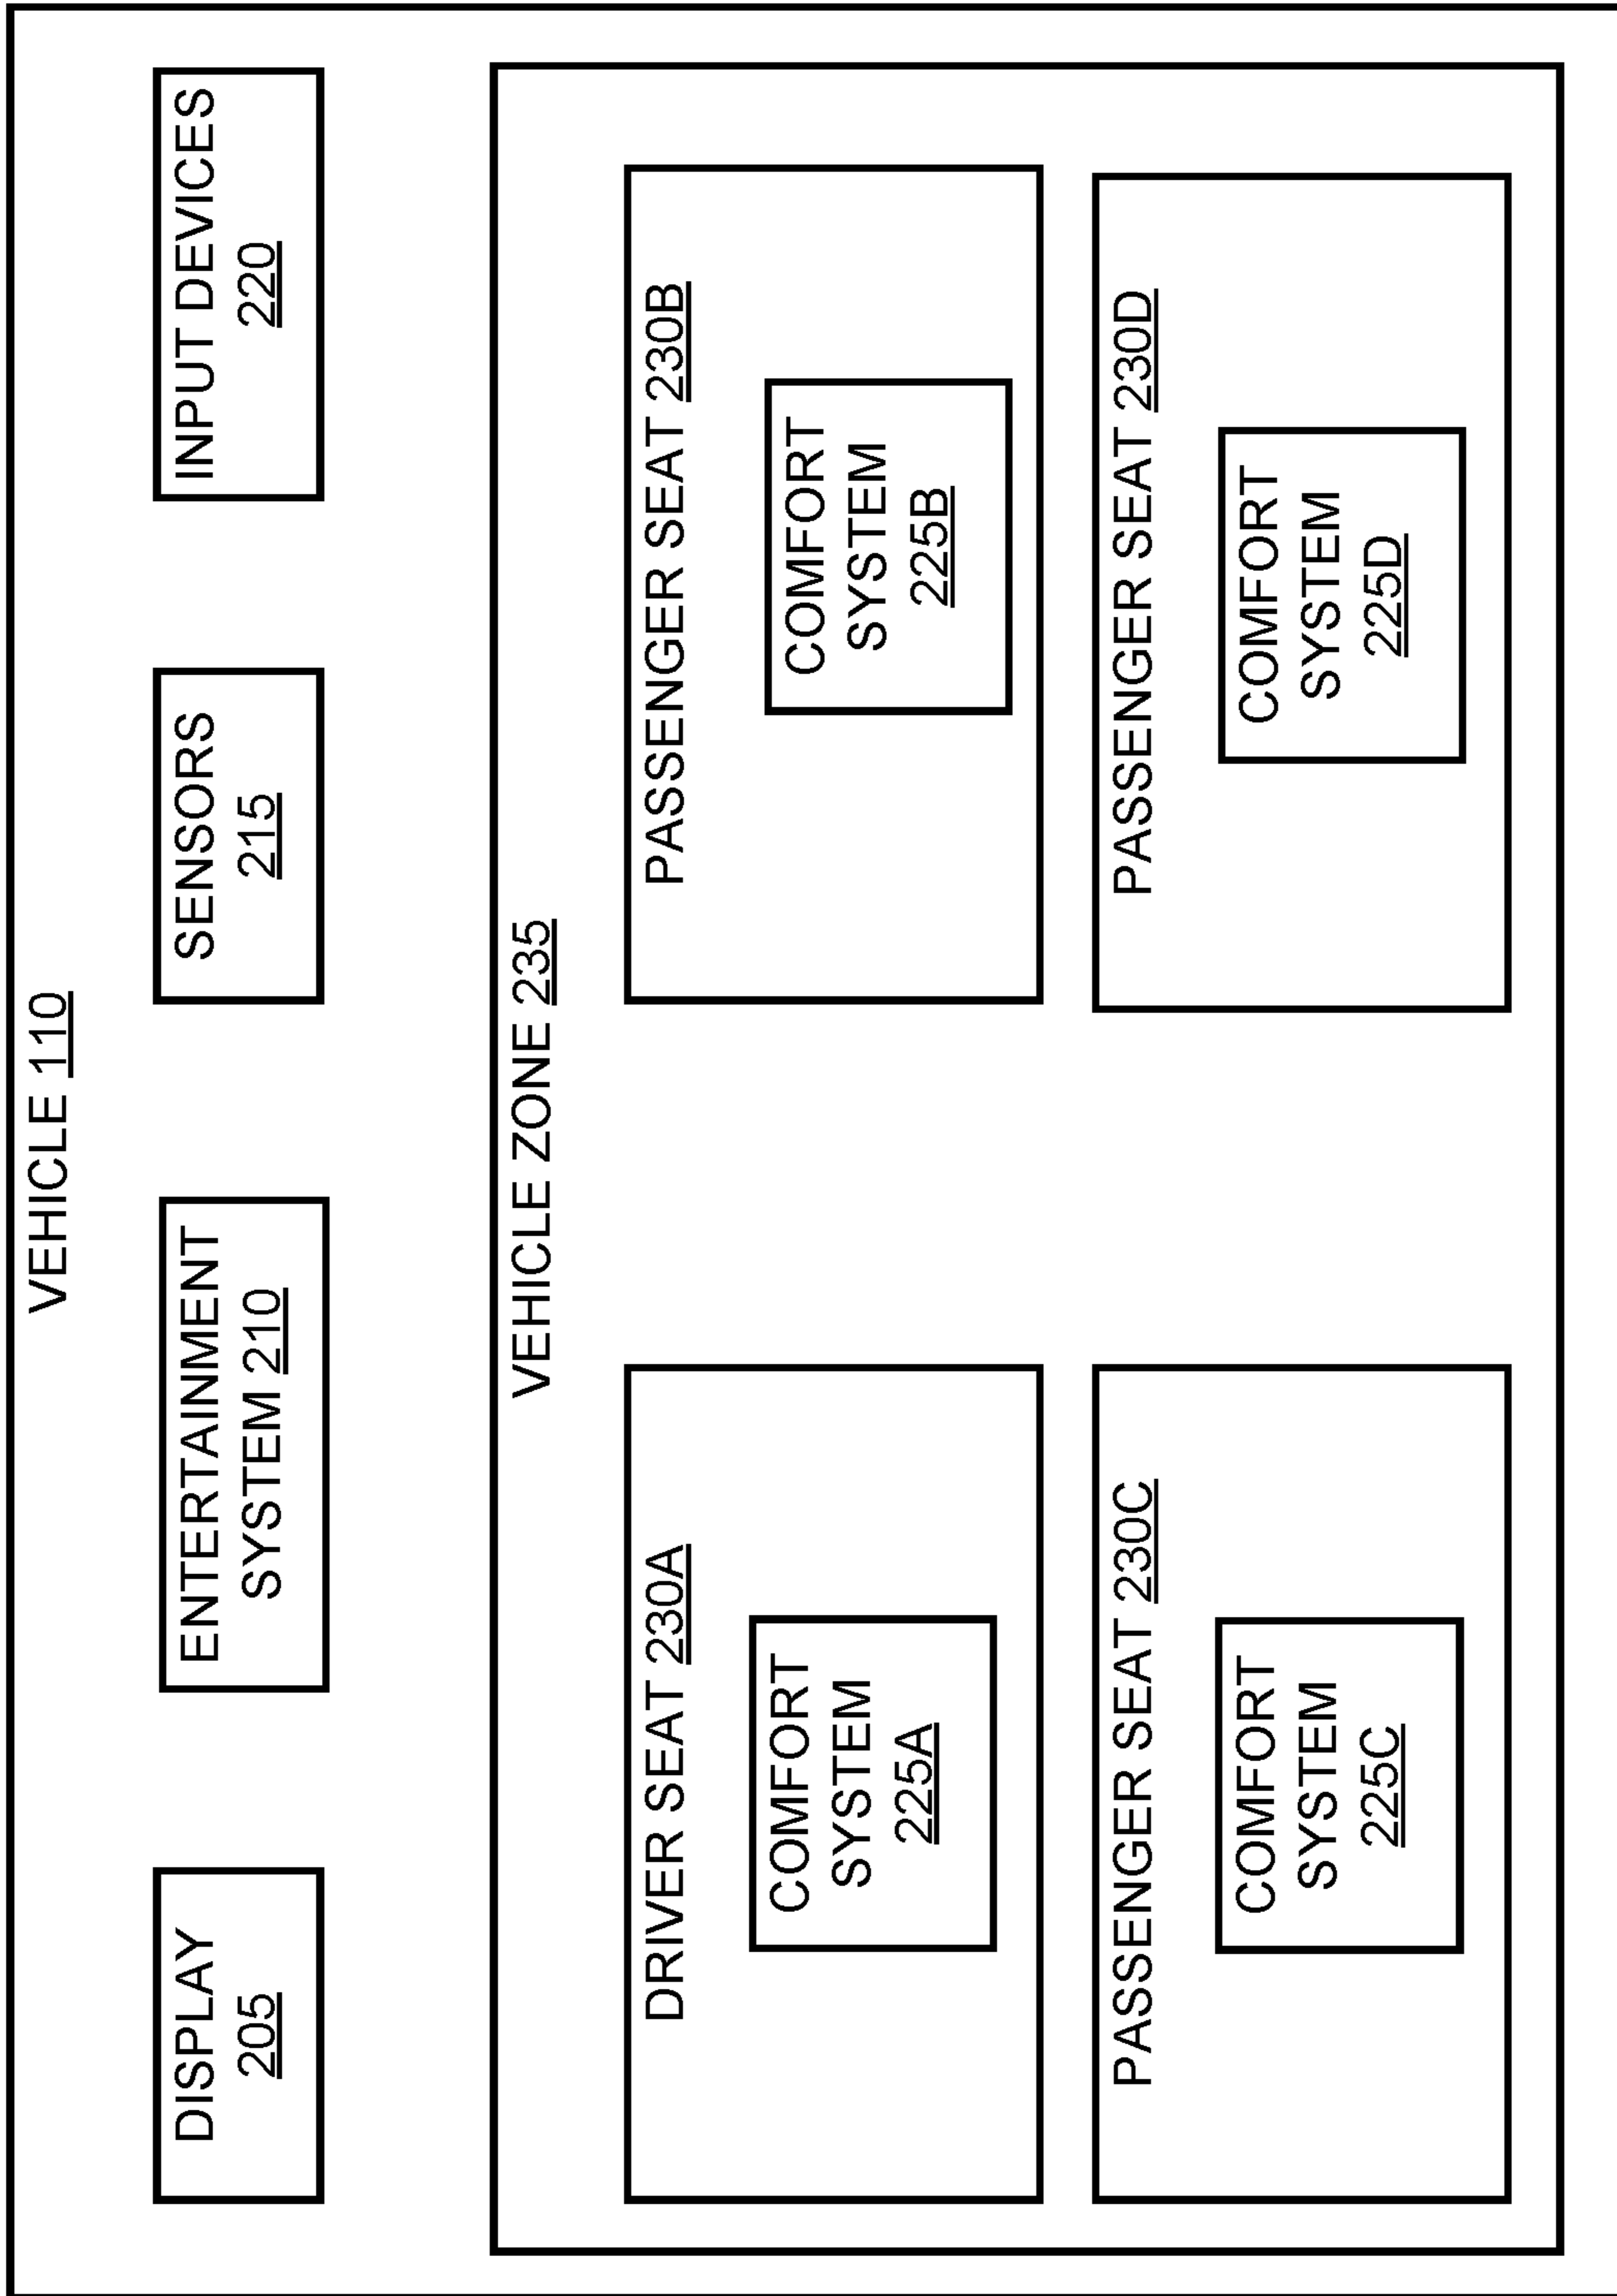 VEHICLE 110
DISPLAY
205
ENTERTAINMENT
SYSTEM 210
SENSORS
215
INPUT DEVICES
220
VEHICLE ZONE 235
DRIVER SEAT 230A
COMFORT
SYSTEM
225A
PASSENGER SEAT 230B
COMFORT
SYSTEM
225B
PASSENGER SEAT 230C
COMFORT
SYSTEM
225C
PASSENGER SEAT 230D
COMFORT
SYSTEM
225D